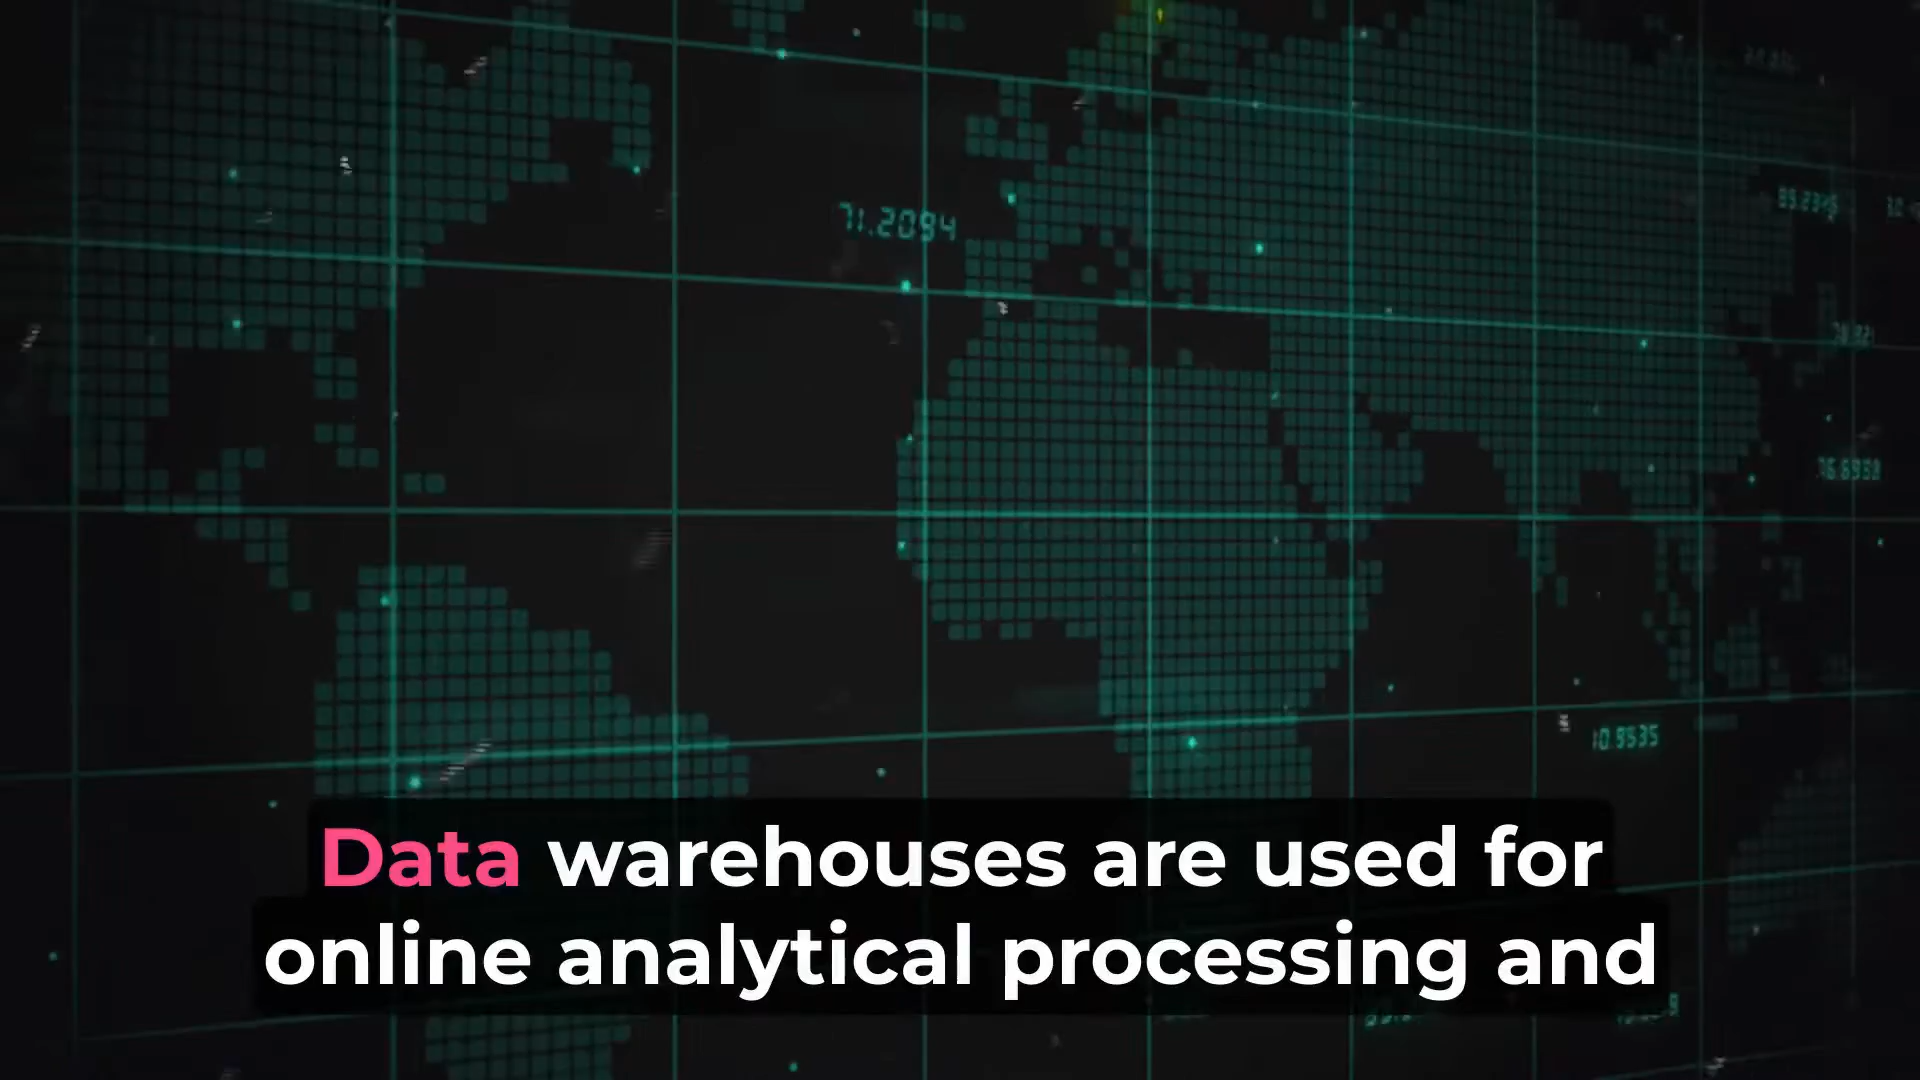 71.2094
10.9535
Data warehouses are used for
online analytical processing and